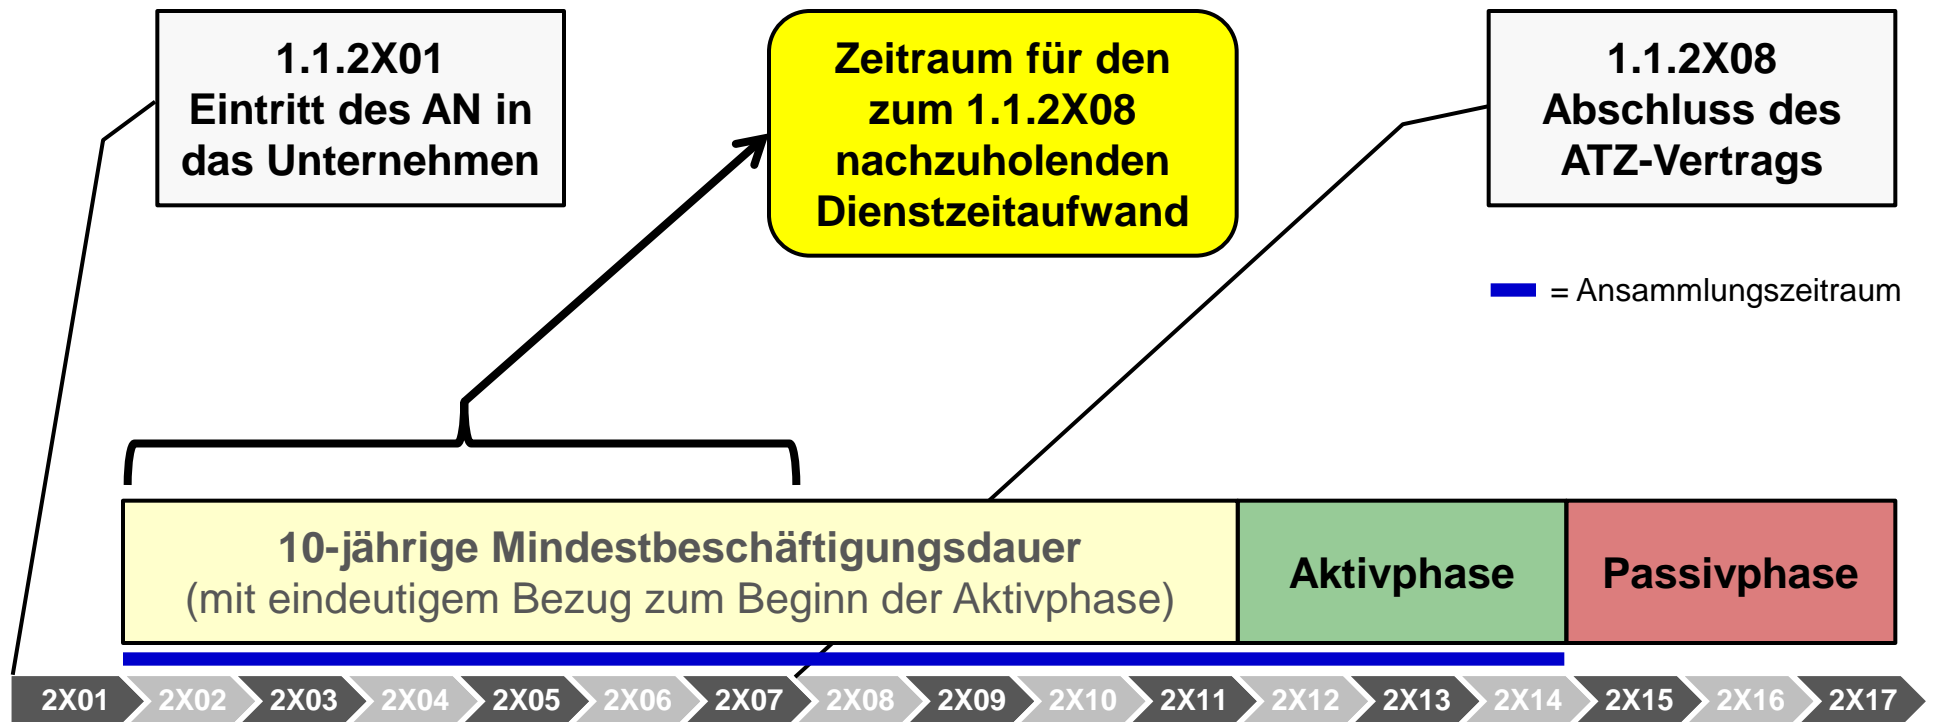 1.1.2X01
Eintritt des AN in
das Unternehmen
Zeitraum für den
zum 1.1.2X08
nachzuholenden
Dienstzeitaufwand
1.1.2X08
Abschluss des
ATZ-Vertrags
= Ansammlungszeitraum
10-jährige Mindestbeschäftigungsdauer
(mit eindeutigem Bezug zum Beginn der Aktivphase)
Aktivphase
Passivphase
2X01 2X02 2X03 2X04 2X05 2X06 2X07 2X08 2X09 2X10 2X11 2X12 2X13 2X14 2X15 2X16 2X17